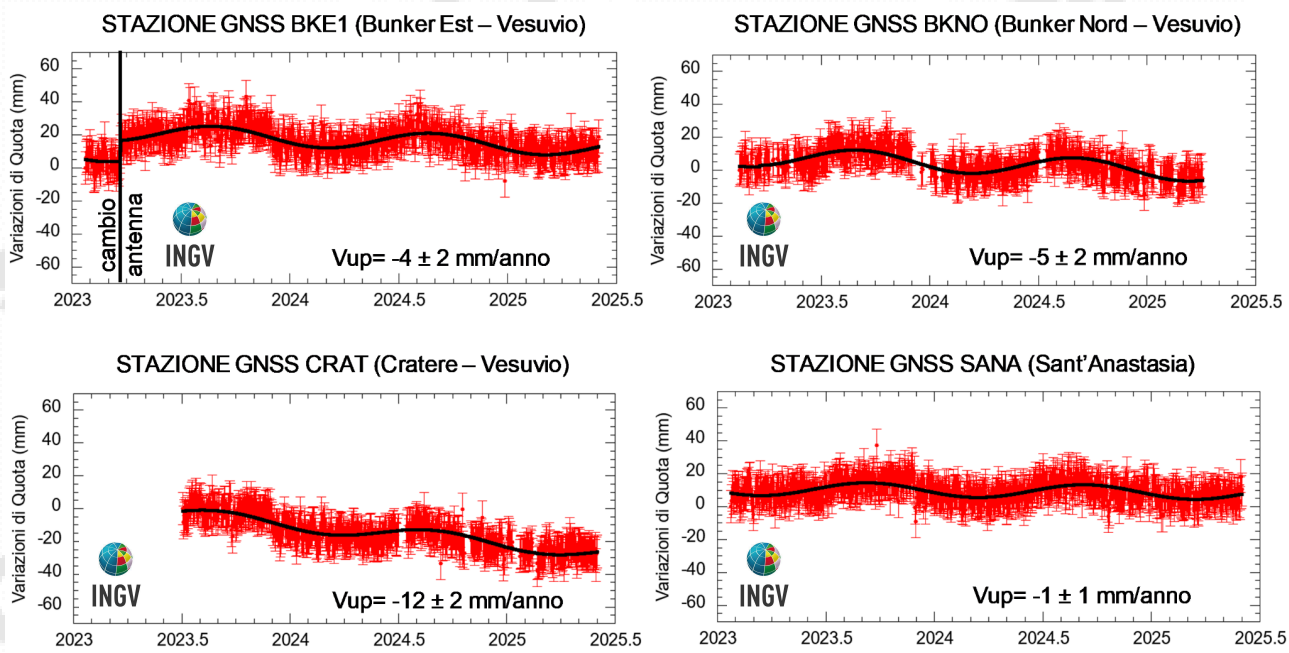 STAZIONE GNSS BKE1 (Bunker Est – Vesuvio)
Variazioni di Quota (mm)
60
40
20
0
-20
-40
-60
cambio
antenna
INGV
Vup= -4 ± 2 mm/anno
2023 2023.5 2024 2024.5 2025 2025.5
STAZIONE GNSS BKNO (Bunker Nord – Vesuvio)
Variazioni di Quota (mm)
60
40
20
0
-20
-40
-60
INGV
Vup= -5 ± 2 mm/anno
2023 2023.5 2024 2024.5 2025 2025.5
STAZIONE GNSS CRAT (Cratere – Vesuvio)
Variazioni di Quota (mm)
60
40
20
0
-20
-40
-60
INGV
Vup= -12 ± 2 mm/anno
2023 2023.5 2024 2024.5 2025 2025.5
STAZIONE GNSS SANA (Sant'Anastasia)
Variazioni di Quota (mm)
60
40
20
0
-20
-40
-60
INGV
Vup= -1 ± 1 mm/anno
2023 2023.5 2024 2024.5 2025 2025.5